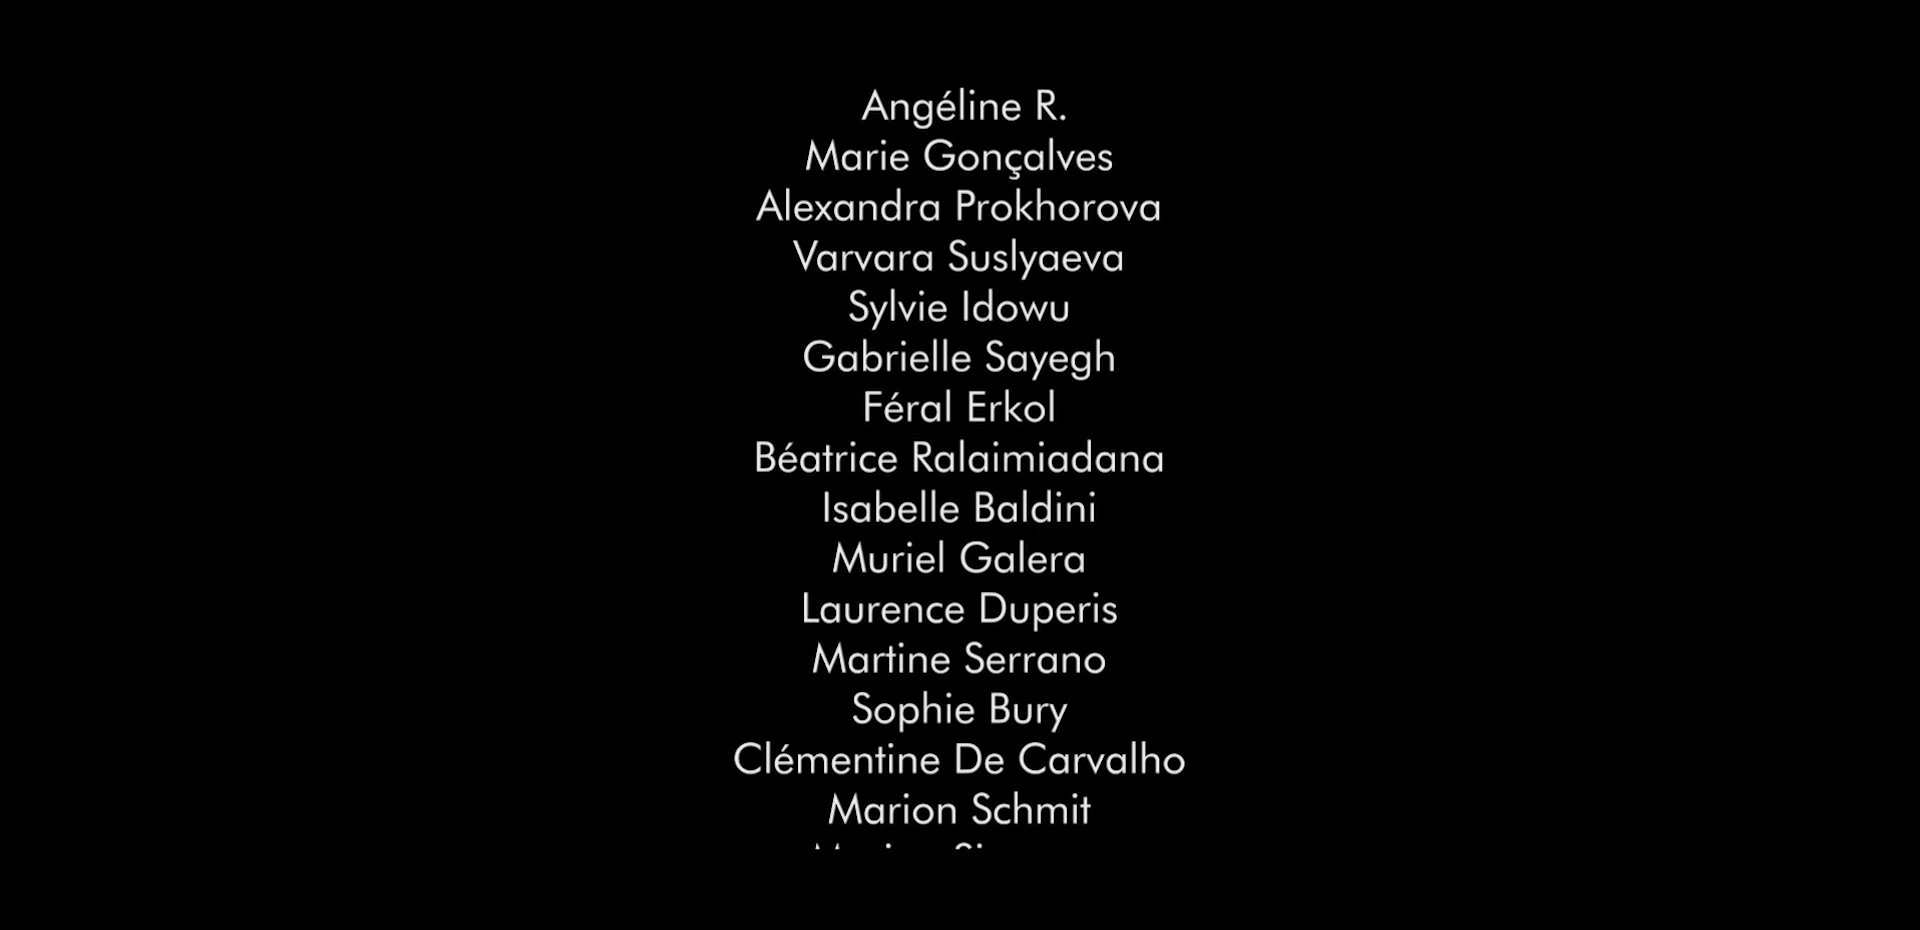 Angéline R.
Marie Gonçalves
Alexandra Prokhorova
Varvara Suslyaeva
Sylvie Idowu
Gabrielle Sayegh
Féral Erkol
Béatrice Ralaimiadana
Isabelle Baldini
Muriel Galera
Laurence Duperis
Martine Serrano
Sophie Bury
Clémentine De Carvalho
Marion Schmit